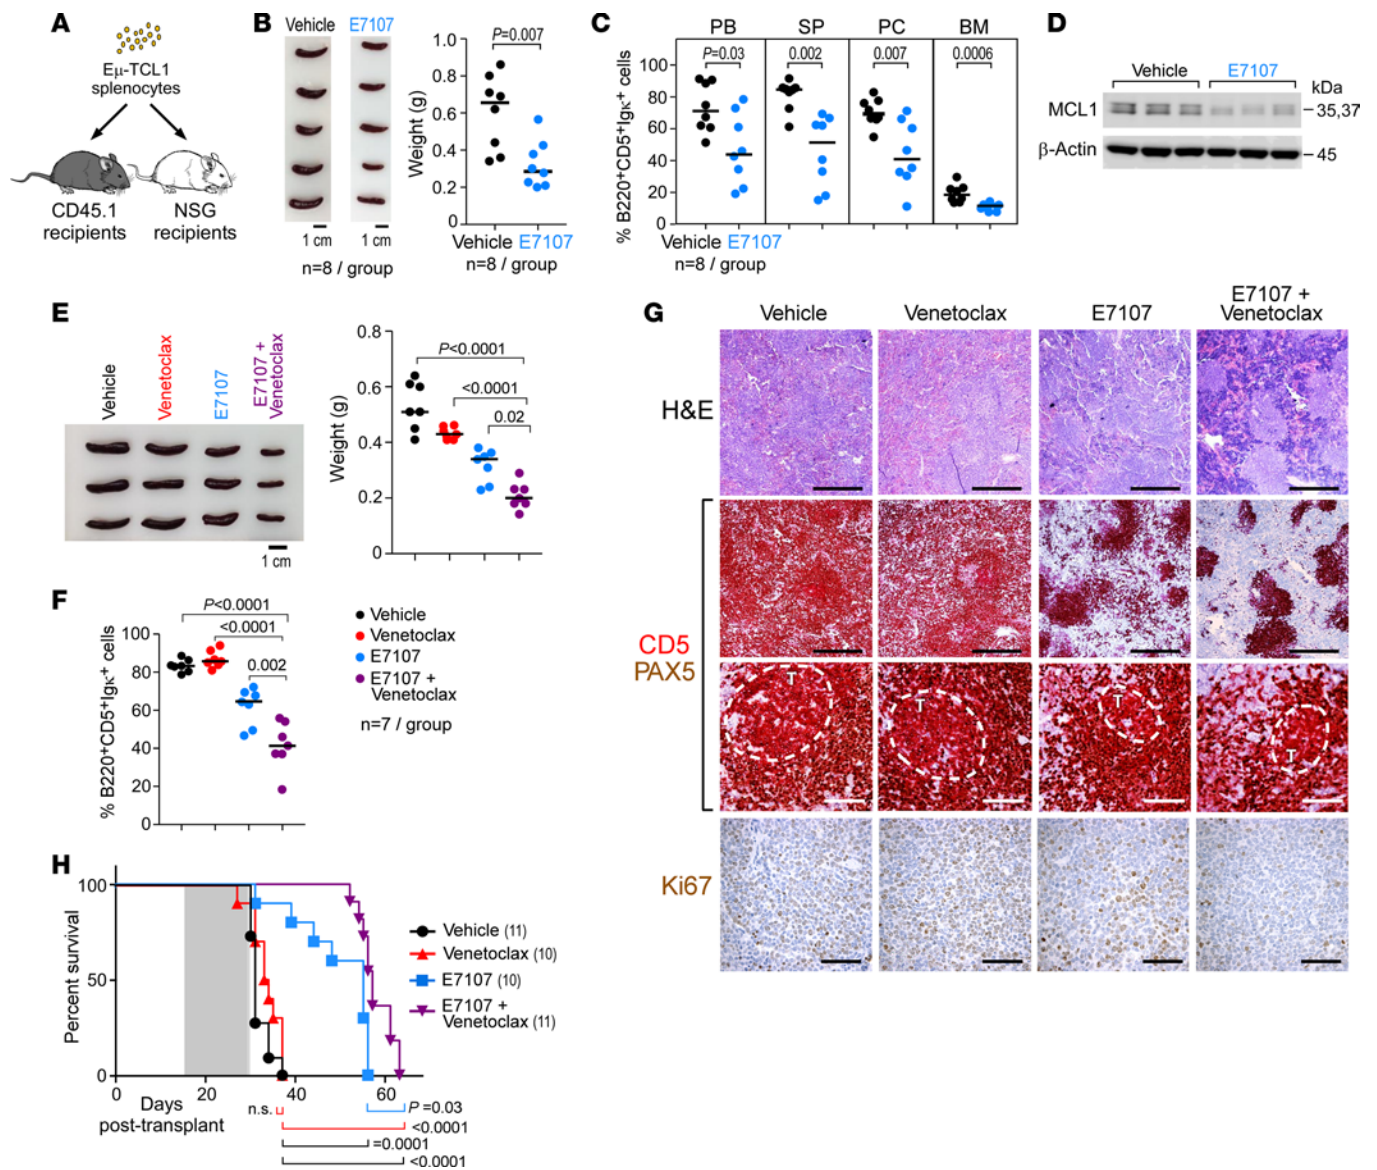 A
Eμ-TCL1
splenocytes
CD45.1
recipients
NSG
recipients
B
Vehicle
E7107
1 cm
1 cm
n=8 / group
Weight (g)
1.0
0.8
0.6
0.4
0.2
0.0
P=0.007
Vehicle E7107
n=8 / group
C
PB
SP
PC
BM
P=0.03
0.002
0.007
0.0006
% B220+CD5+Igκ+ cells
100
80
60
40
20
0
Vehicle E7107
n=8 / group
D
Vehicle
E7107
kDa
MCL1
35,37
β-Actin
45
E
Vehicle
Venetoclax
E7107
E7107 +
Venetoclax
1 cm
Weight (g)
0.8
0.6
0.4
0.2
0
P<0.0001
<0.0001
0.02
F
% B220+CD5+Igκ+ cells
100
80
60
40
20
0
P<0.0001
<0.0001
0.002
Vehicle
Venetoclax
E7107
E7107 +
Venetoclax
n=7 / group
G
Vehicle
Venetoclax
E7107
E7107 +
Venetoclax
H&E
CD5
PAX5
T
T
T
T
Ki67
H
Percent survival
100
50
0
0
20
40
60
Days
post-transplant
Vehicle (11)
Venetoclax (10)
E7107 (10)
E7107 +
Venetoclax (11)
n.s.
P =0.03
<0.0001
=0.0001
<0.0001